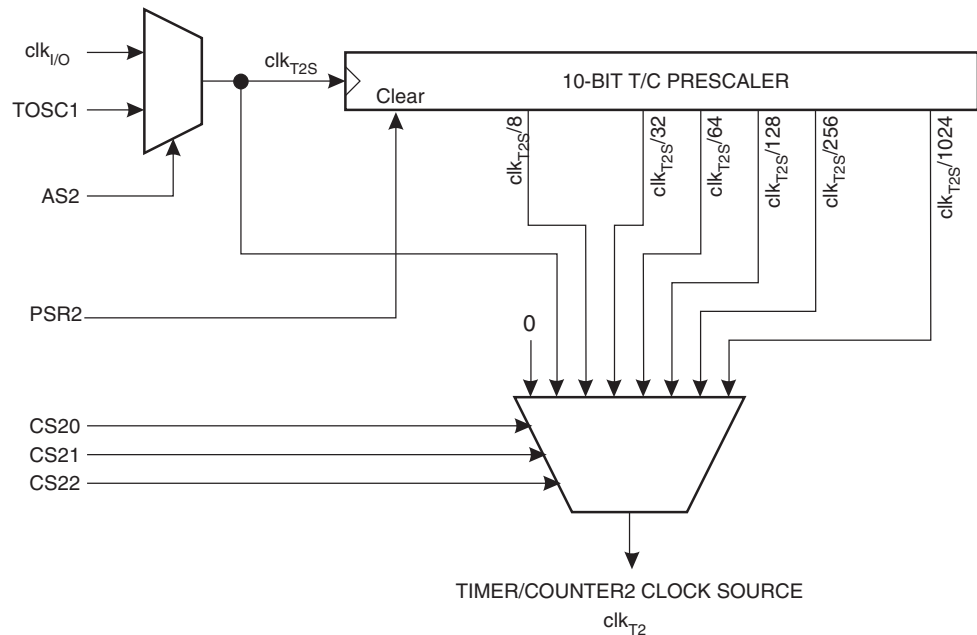 clkI/O
clkT2S
10-BIT T/C PRESCALER
TOSC1
Clear
clkT2S/8
clkT2S/32
clkT2S/64
clkT2S/128
clkT2S/256
clkT2S/1024
AS2
PSR2
0
CS20
CS21
CS22
TIMER/COUNTER2 CLOCK SOURCE
clkT2